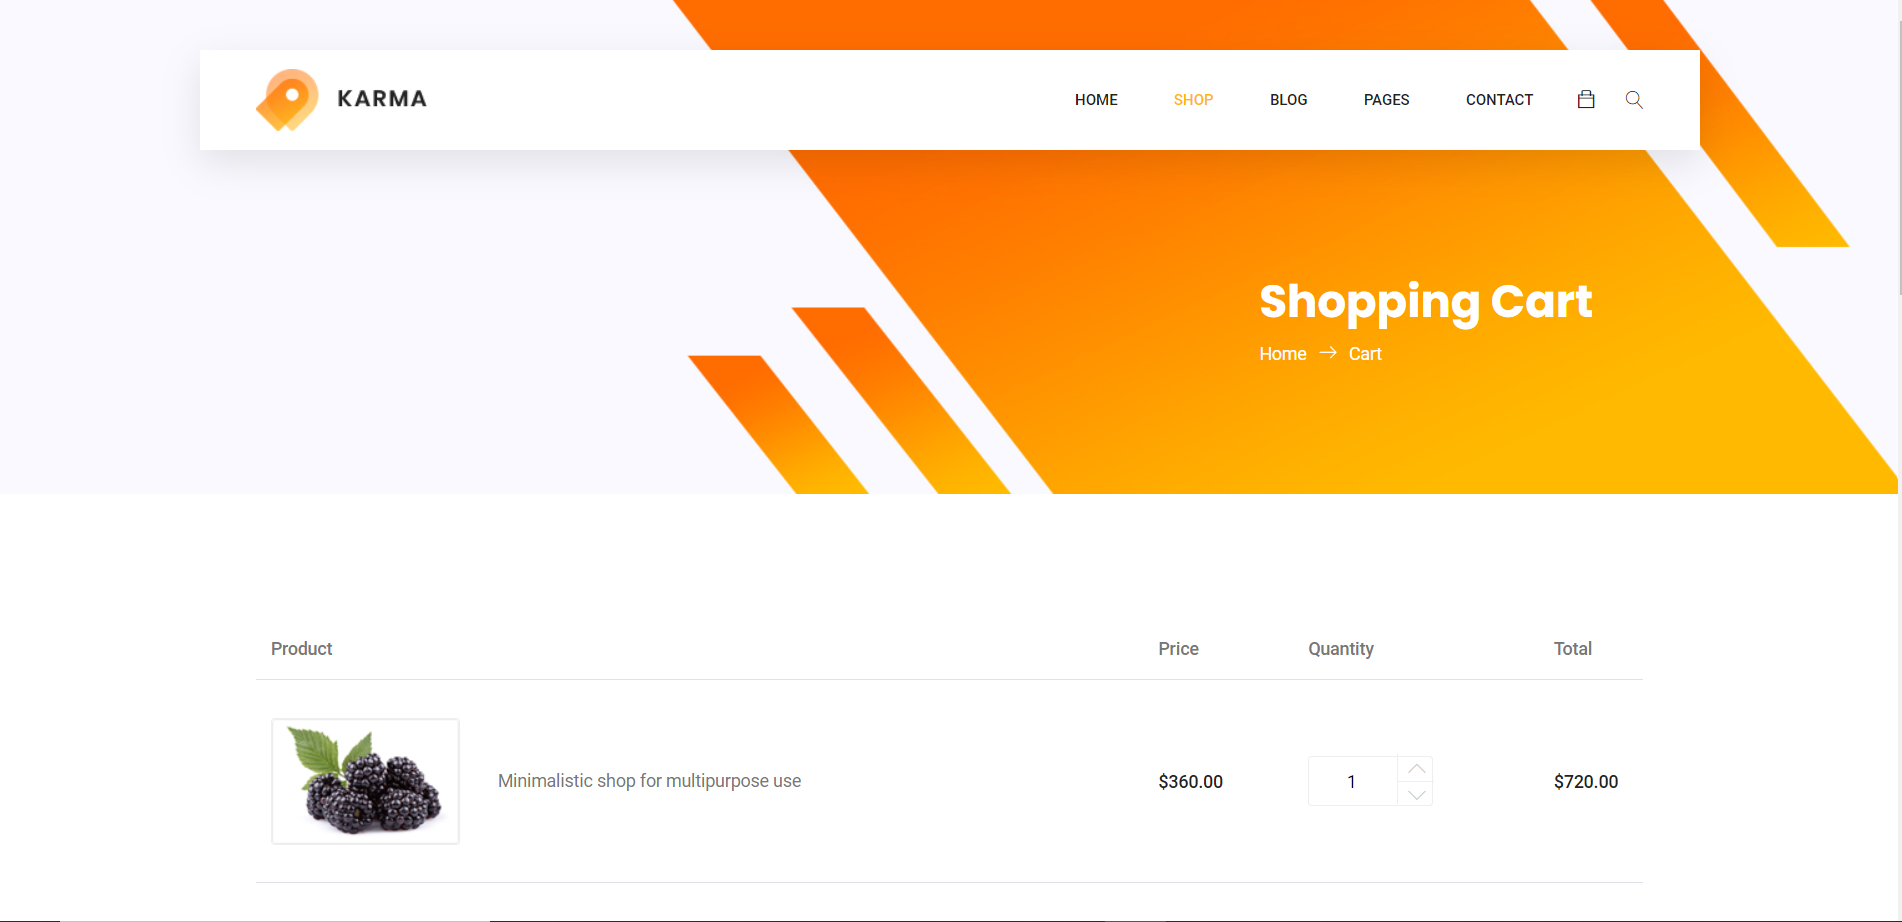 KARMA
HOME SHOP BLOG PAGES CONTACT
Shopping Cart
Home → Cart
Product Price Quantity Total
Minimalistic shop for multipurpose use $360.00 1 $720.00